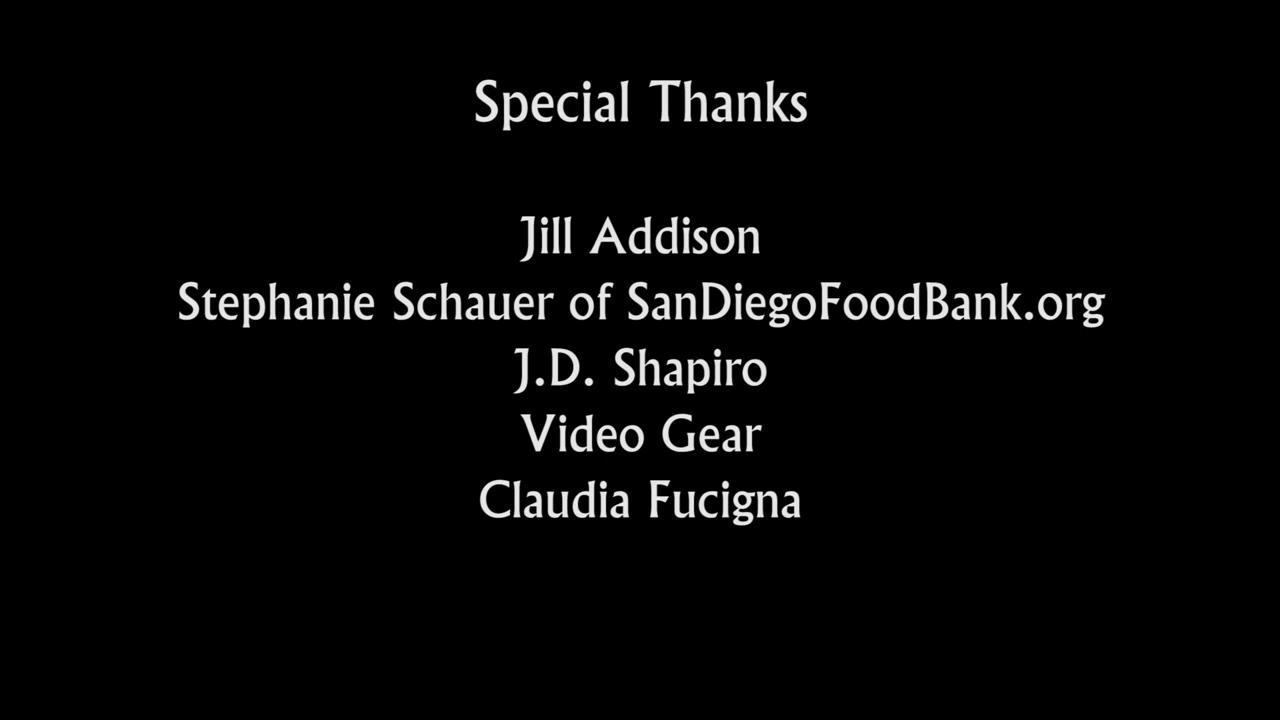 Special Thanks
Jill Addison
Stephanie Schauer of SanDiegoFoodBank.org
J.D. Shapiro
Video Gear
Claudia Fucigna